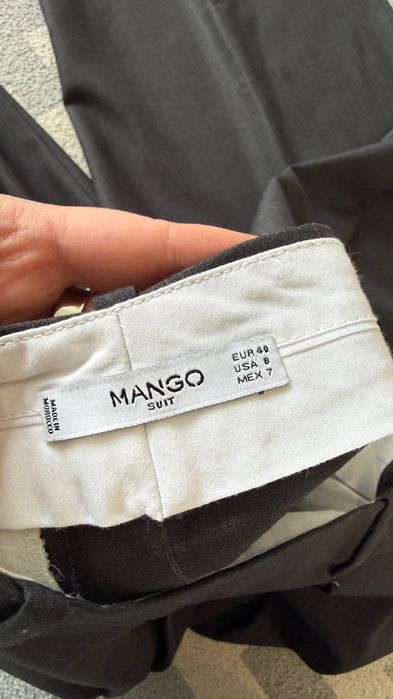 MANGO
SUIT
EUR 40
USA 8
MEX 7
MADE IN
MOROCCO